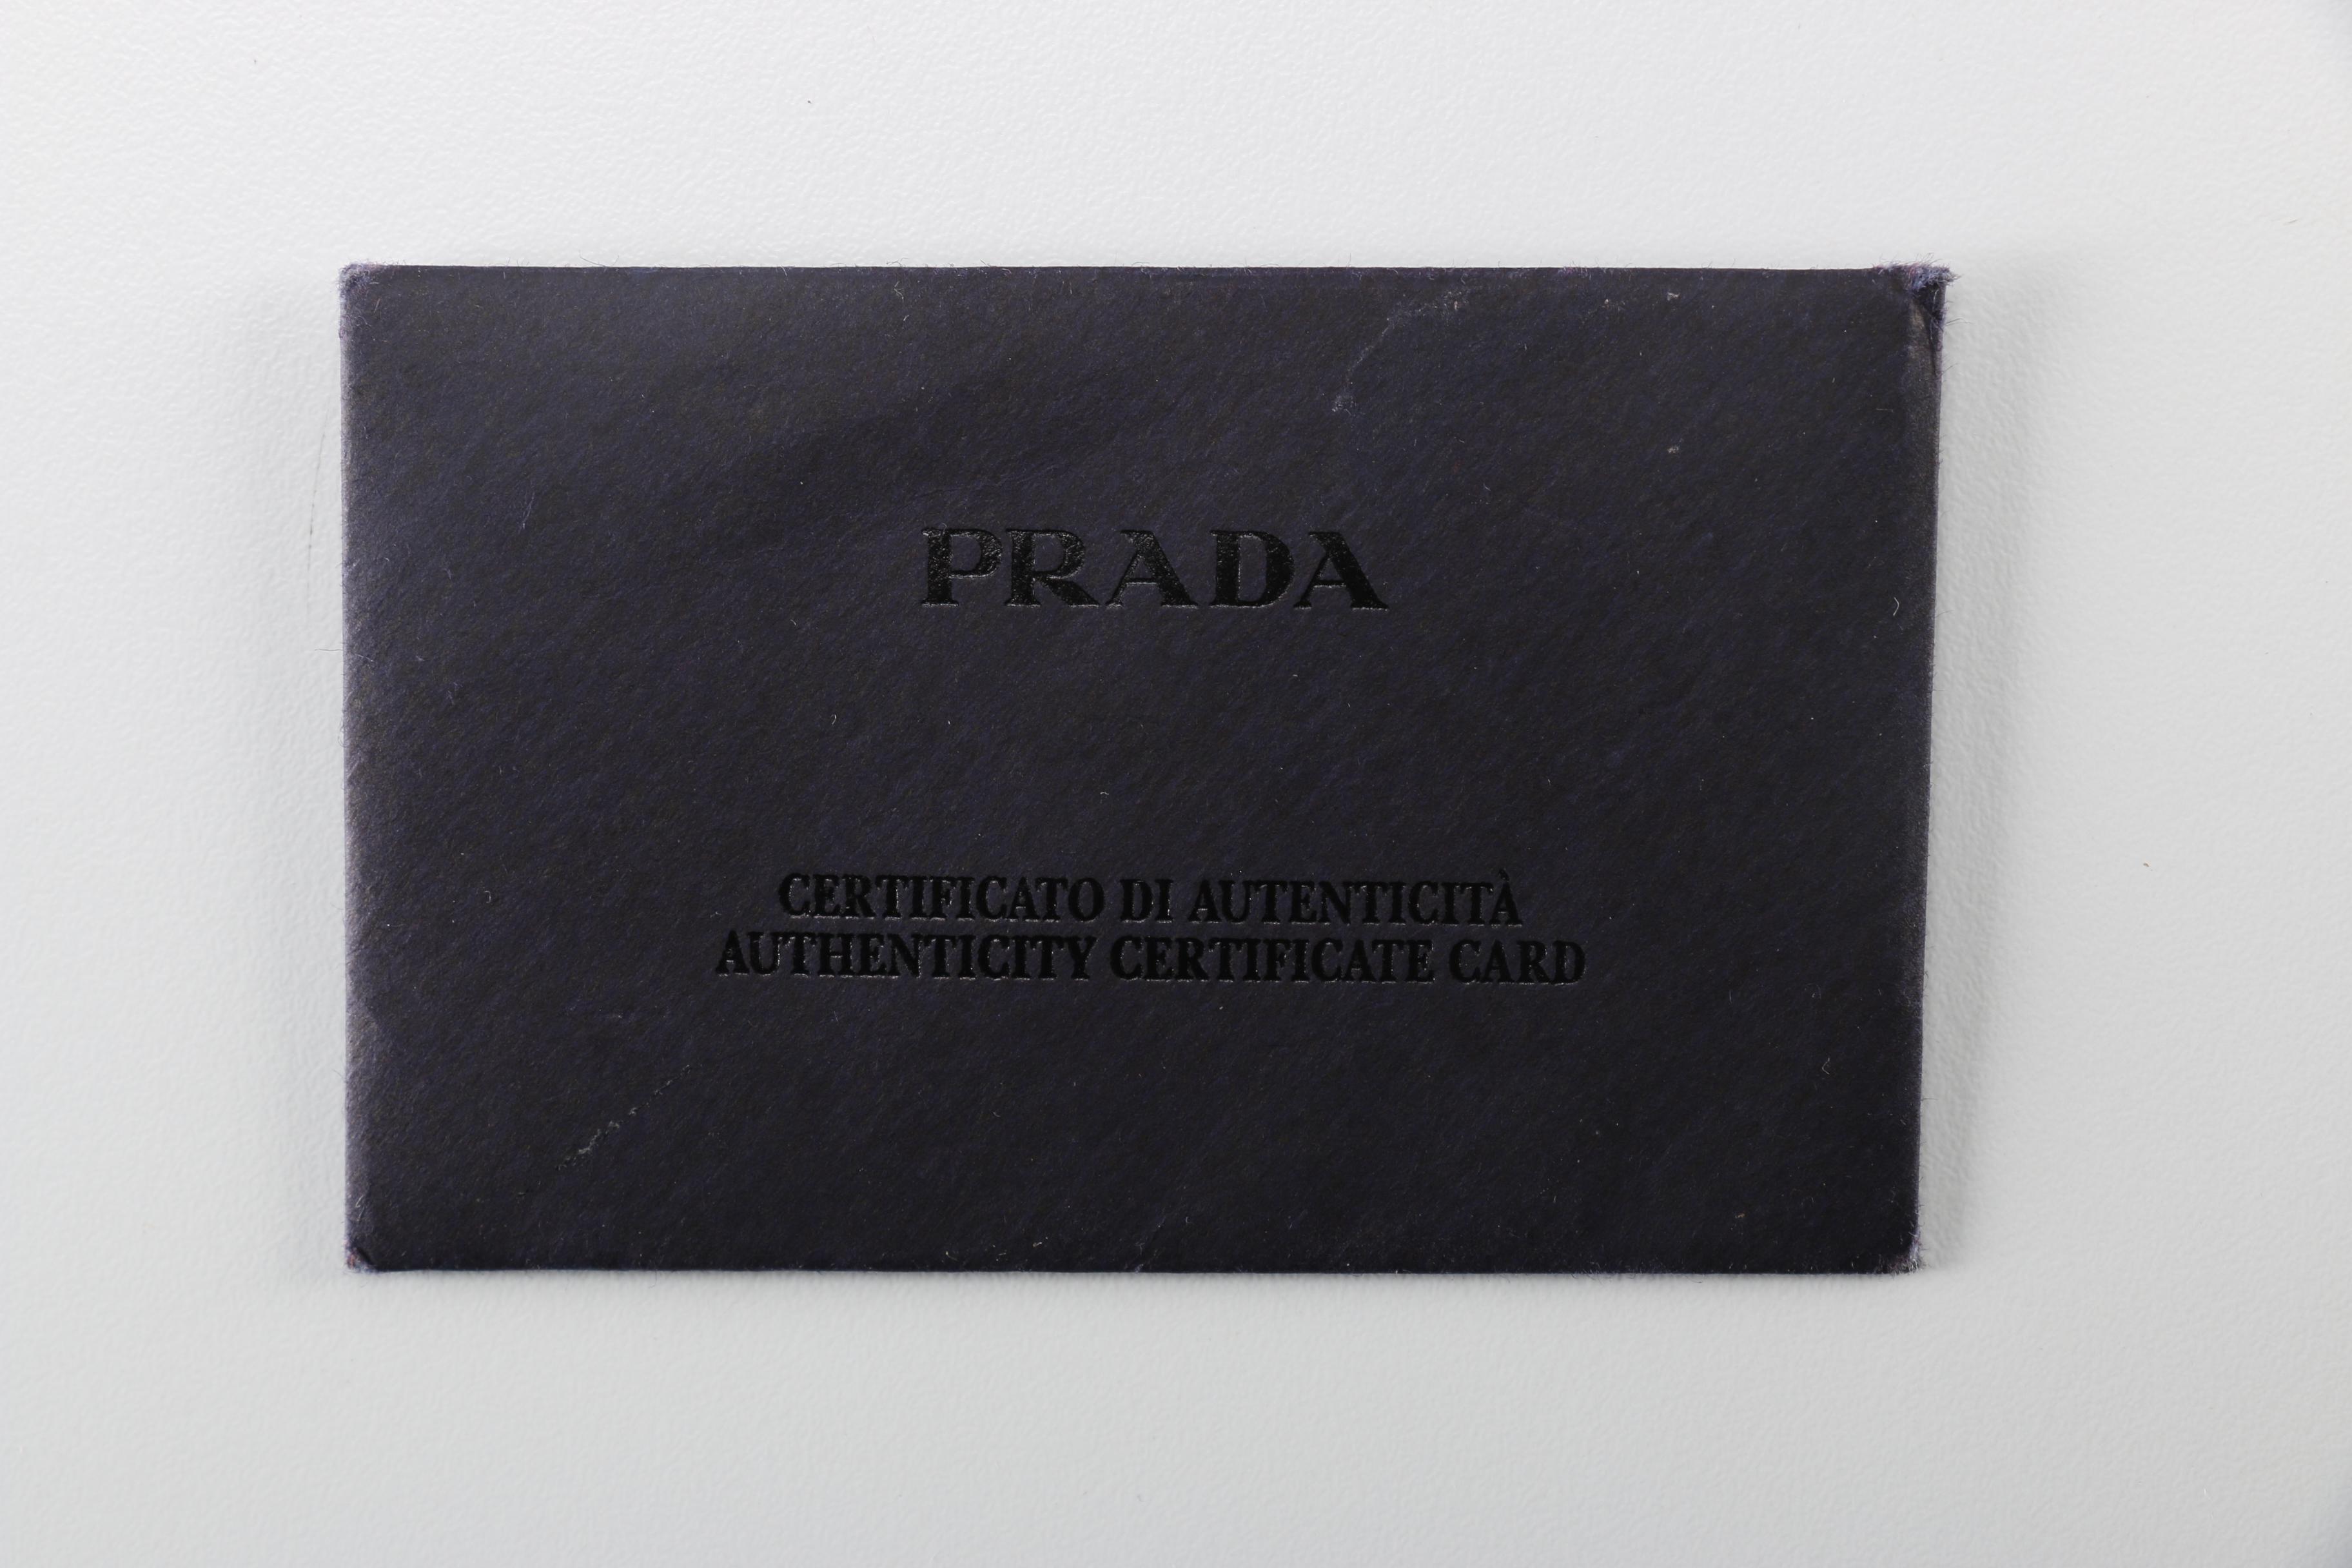 PRADA
CERTIFICATO DI AUTENTICITÀ
AUTHENTICITY CERTIFICATE CARD